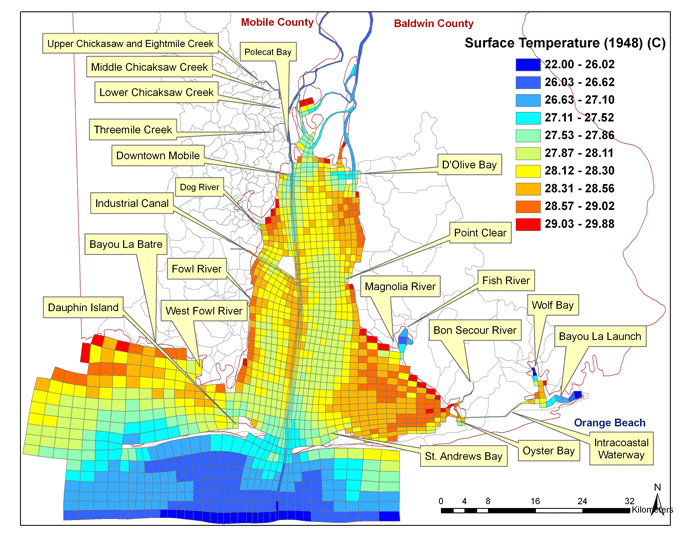 Mobile County
Baldwin County
Surface Temperature (1948) (C)
22.00 - 26.02
26.03 - 26.62
26.63 - 27.10
27.11 - 27.52
27.53 - 27.86
27.87 - 28.11
28.12 - 28.30
28.31 - 28.56
28.57 - 29.02
29.03 - 29.88
Upper Chickasaw and Eightmile Creek
Polecat Bay
Middle Chicaksaw Creek
Lower Chicaksaw Creek
Threemile Creek
Downtown Mobile
D'Olive Bay
Dog River
Industrial Canal
Point Clear
Bayou La Batre
Fowl River
Fish River
Magnolia River
Dauphin Island
West Fowl River
Wolf Bay
Bon Secour River
Bayou La Launch
Orange Beach
St. Andrews Bay
Oyster Bay
Intracoastal
Waterway
N
0 4 8 16 24 32
Kilometers